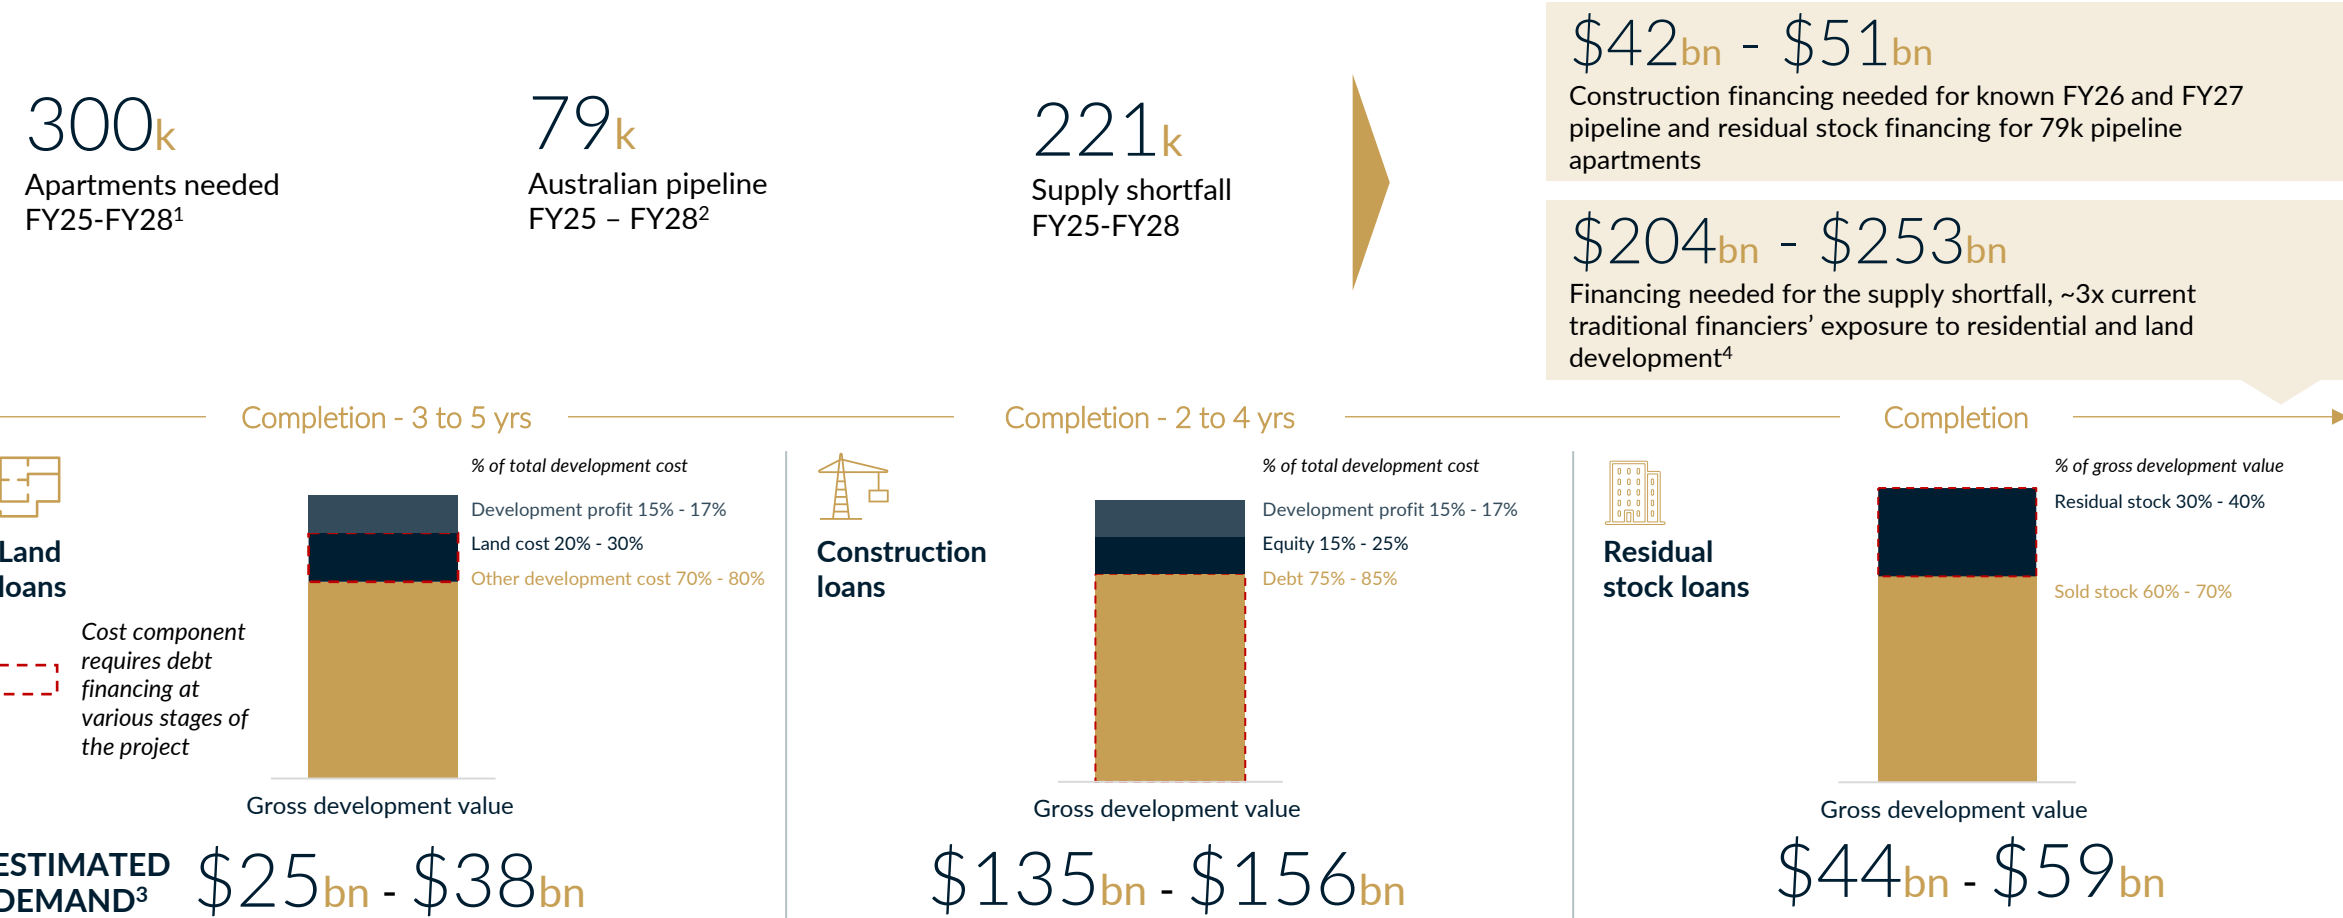 300k
Apartments needed
FY25-FY28¹
79k
Australian pipeline
FY25 – FY28²
221k
Supply shortfall
FY25-FY28
$42bn - $51bn
Construction financing needed for known FY26 and FY27
pipeline and residual stock financing for 79k pipeline
apartments
$204bn - $253bn
Financing needed for the supply shortfall, ~3x current
traditional financiers’ exposure to residential and land
development⁴
Completion - 3 to 5 yrs
Completion - 2 to 4 yrs
Completion
Land
loans
% of total development cost
Development profit 15% - 17%
Land cost 20% - 30%
Other development cost 70% - 80%
Cost component
requires debt
financing at
various stages of
the project
Gross development value
Construction
loans
% of total development cost
Development profit 15% - 17%
Equity 15% - 25%
Debt 75% - 85%
Gross development value
Residual
stock loans
% of gross development value
Residual stock 30% - 40%
Sold stock 60% - 70%
Gross development value
ESTIMATED
DEMAND³
$25bn - $38bn
$135bn - $156bn
$44bn - $59bn